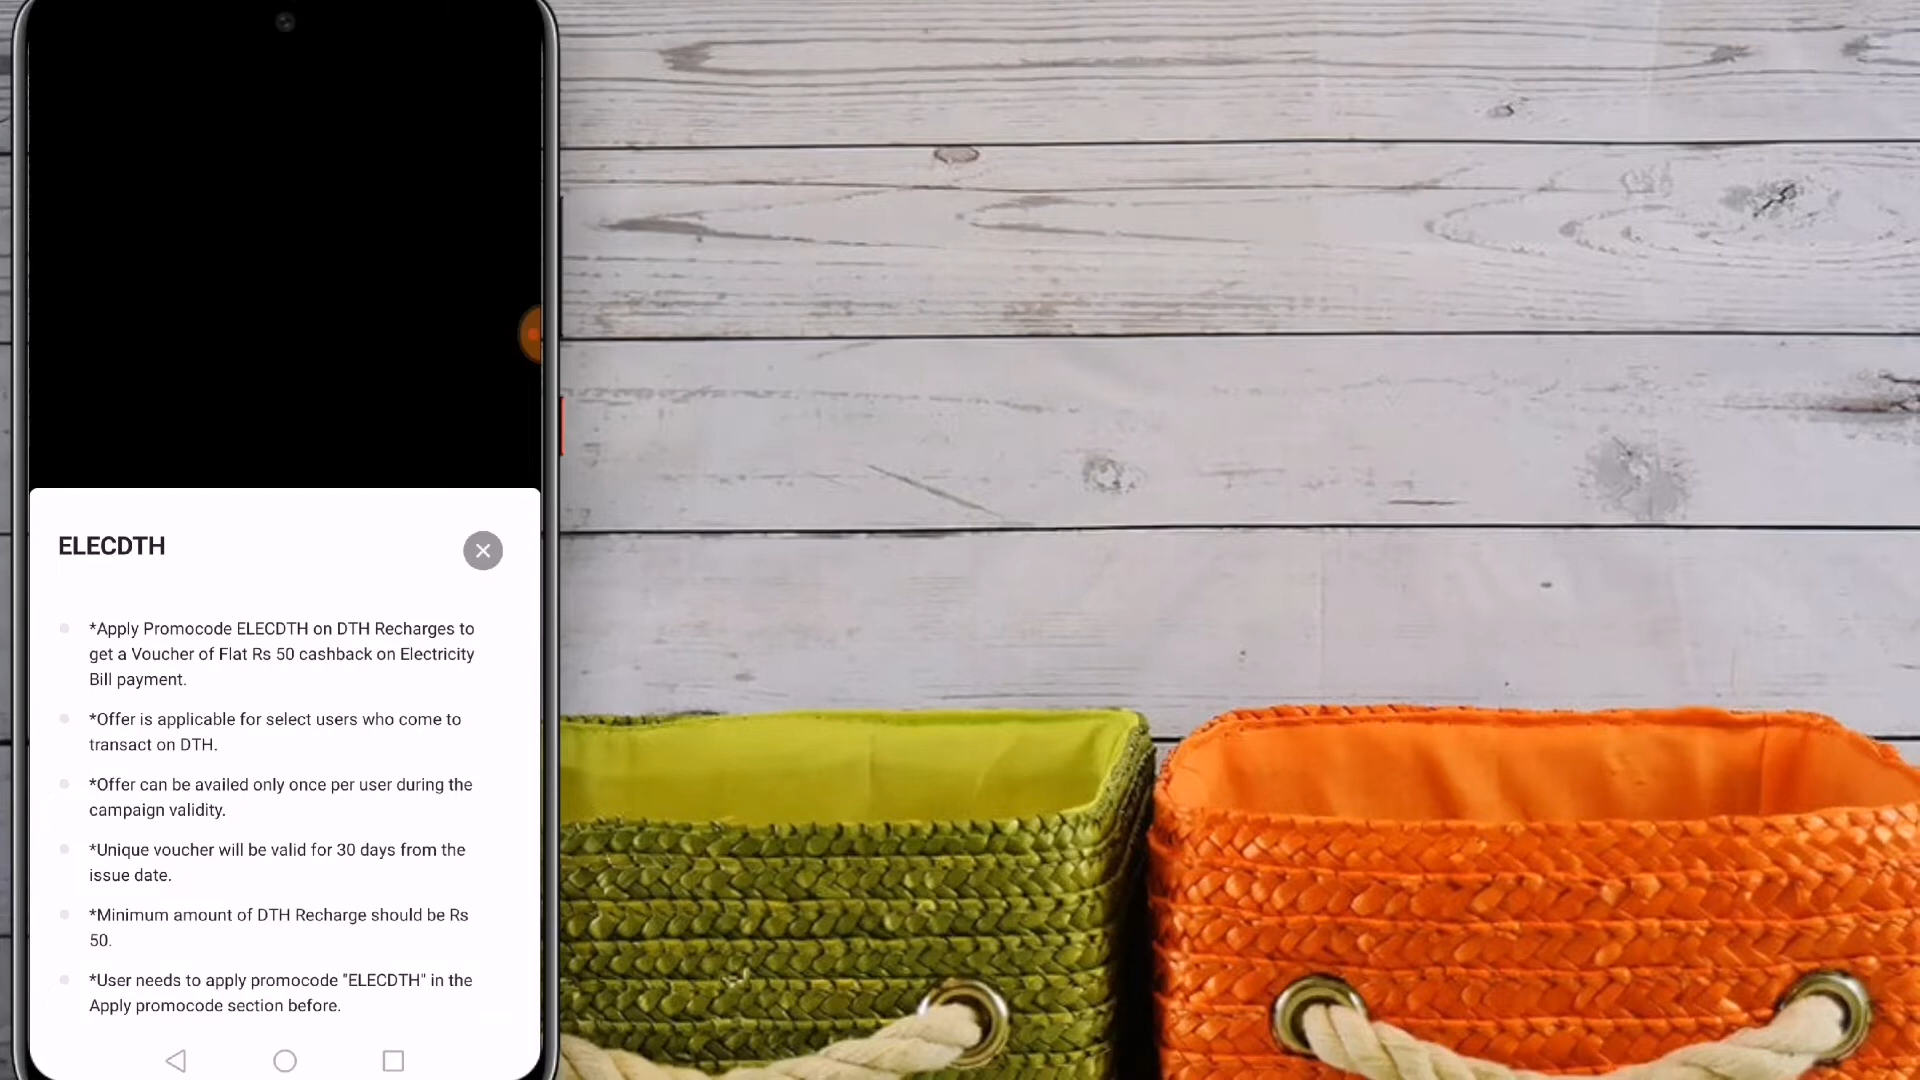 ELECDTH
*Apply Promocode ELECDTH on DTH Recharges to
get a Voucher of Flat Rs 50 cashback on Electricity
Bill payment.
*Offer is applicable for select users who come to
transact on DTH.
*Offer can be availed only once per user during the
campaign validity.
*Unique voucher will be valid for 30 days from the
issue date.
*Minimum amount of DTH Recharge should be Rs
50.
*User needs to apply promocode "ELECDTH" in the
Apply promocode section before.